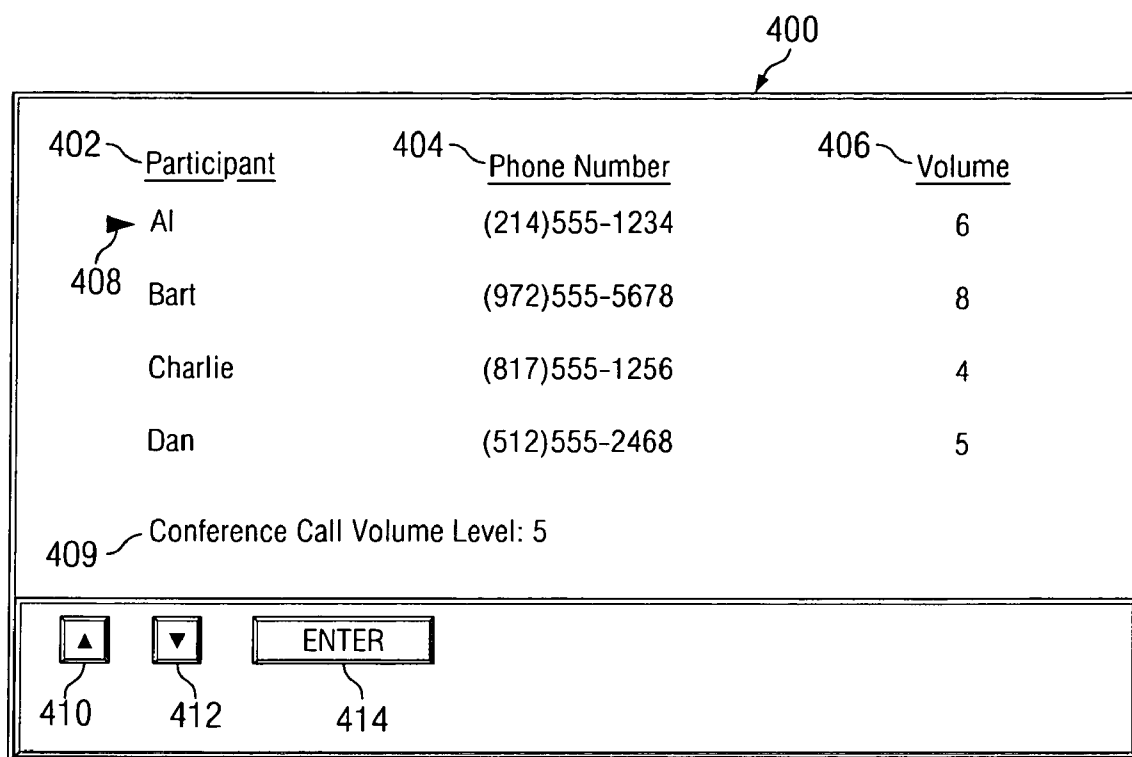 400
402 Participant 404 Phone Number 406 Volume
Al (214)555-1234 6
408
Bart (972)555-5678 8
Charlie (817)555-1256 4
Dan (512)555-2468 5
Conference Call Volume Level: 5
409
ENTER
410 412 414